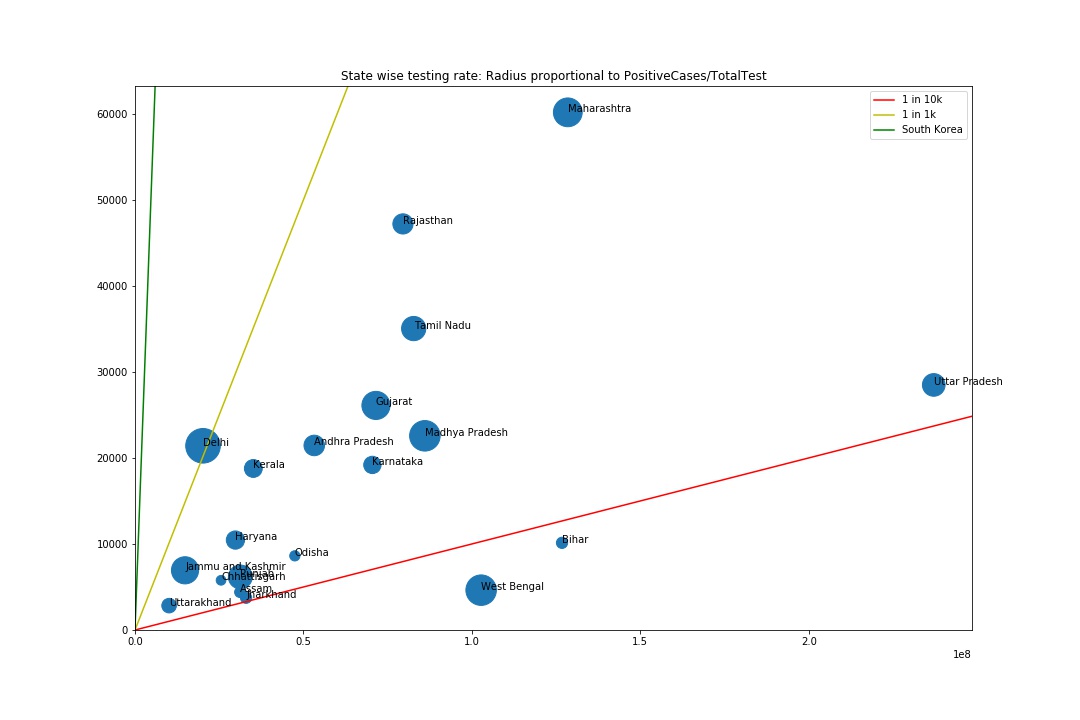 State wise testing rate: Radius proportional to PositiveCases/TotalTest
1 in 10k
1 in 1k
South Korea
60000
50000
40000
30000
20000
10000
0
Maharashtra
Rajasthan
Tamil Nadu
Uttar Pradesh
Gujarat
Madhya Pradesh
Delhi
Andhra Pradesh
Karnataka
Kerala
Haryana
Bihar
Odisha
Jammu and Kashmir
Punjab
Chhattisgarh
West Bengal
Assam
Jharkhand
Uttarakhand
0.0
0.5
1.0
1.5
2.0
1e8